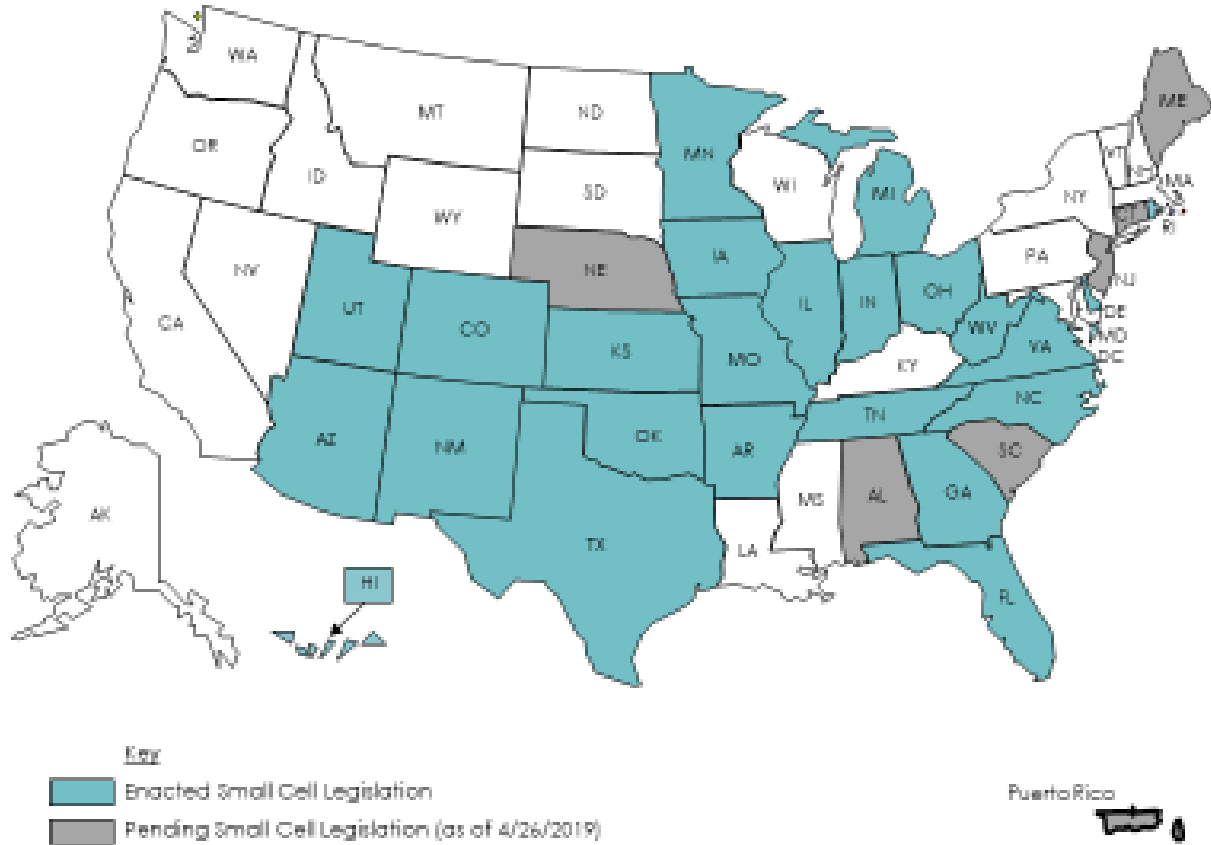 WA
MT
ND
MN
ME
OR
ID
SD
WI
MI
VT
NH
MA
WY
NY
RI
NE
IA
PA
NJ
NV
UT
CO
IL
IN
OH
DE
CA
KS
MO
WV
VA
MD
DC
KY
NC
AZ
NM
OK
AR
TN
SC
AK
TX
LA
MS
AL
GA
HI
FL
Key
Enacted Small Cell Legislation
Puerto Rico
Pending Small Cell Legislation (as of 4/26/2019)